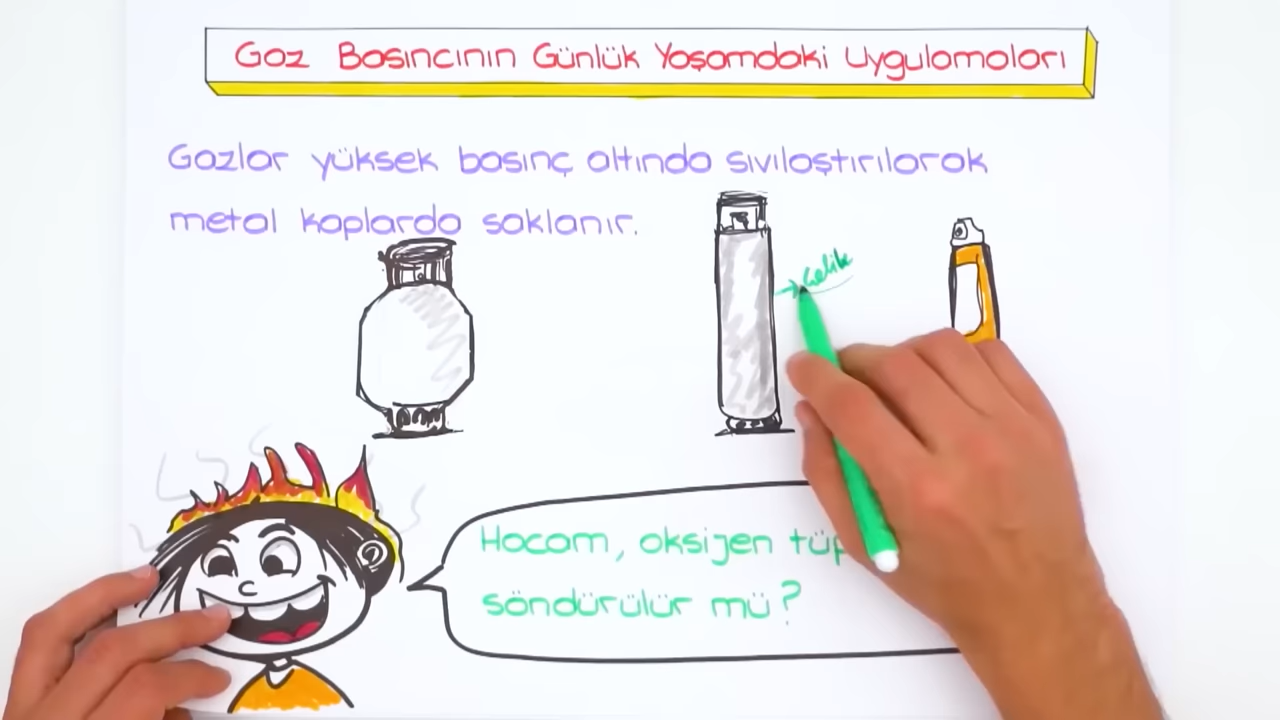 Gaz Basıncının Günlük Yaşamdaki Uygulamaları
Gazlar yüksek basınç altında sıvılaştırılarak
metal kaplarda saklanır.
Çelik
Hocam, oksijen
söndürülür mü?